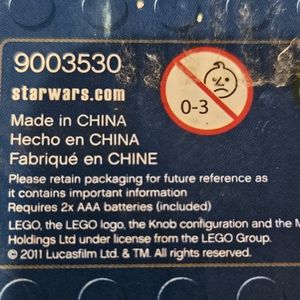 9003530
0-3
starwars.com
Made in CHINA
Hecho en CHINA
Fabriqué en CHINE
Please retain packaging for future reference as
it contains important information
Requires 2x AAA batteries (included)
LEGO, the LEGO logo, the Knob configuration and the M
Holdings Ltd under license from the LEGO Group.
© 2011 Lucasfilm Ltd. & TM. All rights reserved.